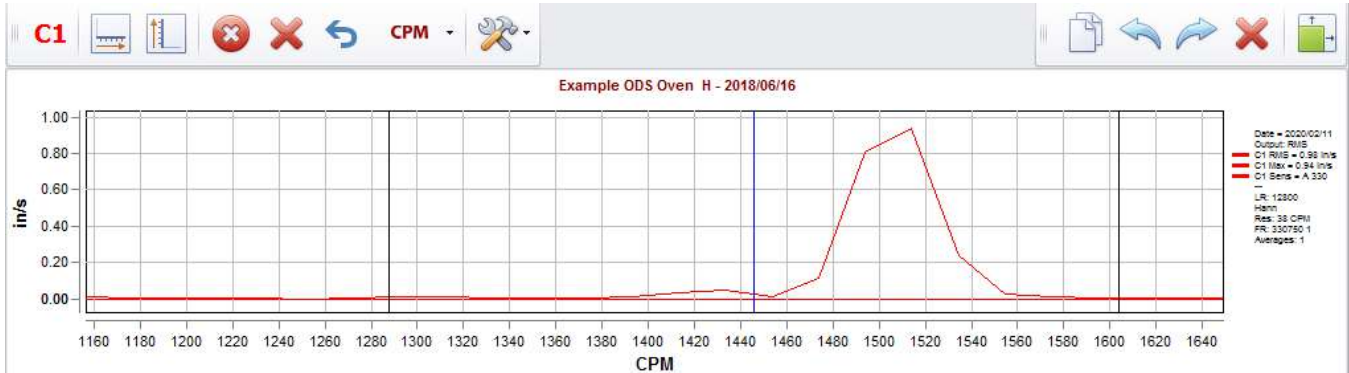 C1 CPM
Example ODS Oven H - 2018/06/16
1.00
0.80
0.60
0.40
0.20
0.00
in/s
1160 1180 1200 1220 1240 1260 1280 1300 1320 1340 1360 1380 1400 1420 1440 1460 1480 1500 1520 1540 1560 1580 1600 1620 1640
CPM
Date = 2020/02/11
Output: RMS
C1 RMS = 0.98 in/s
C1 Max = 0.94 in/s
C1 Sens = A 330
---
LR: 12800
Hann
Res: 38 CPM
FR: 330750 1
Averages: 1